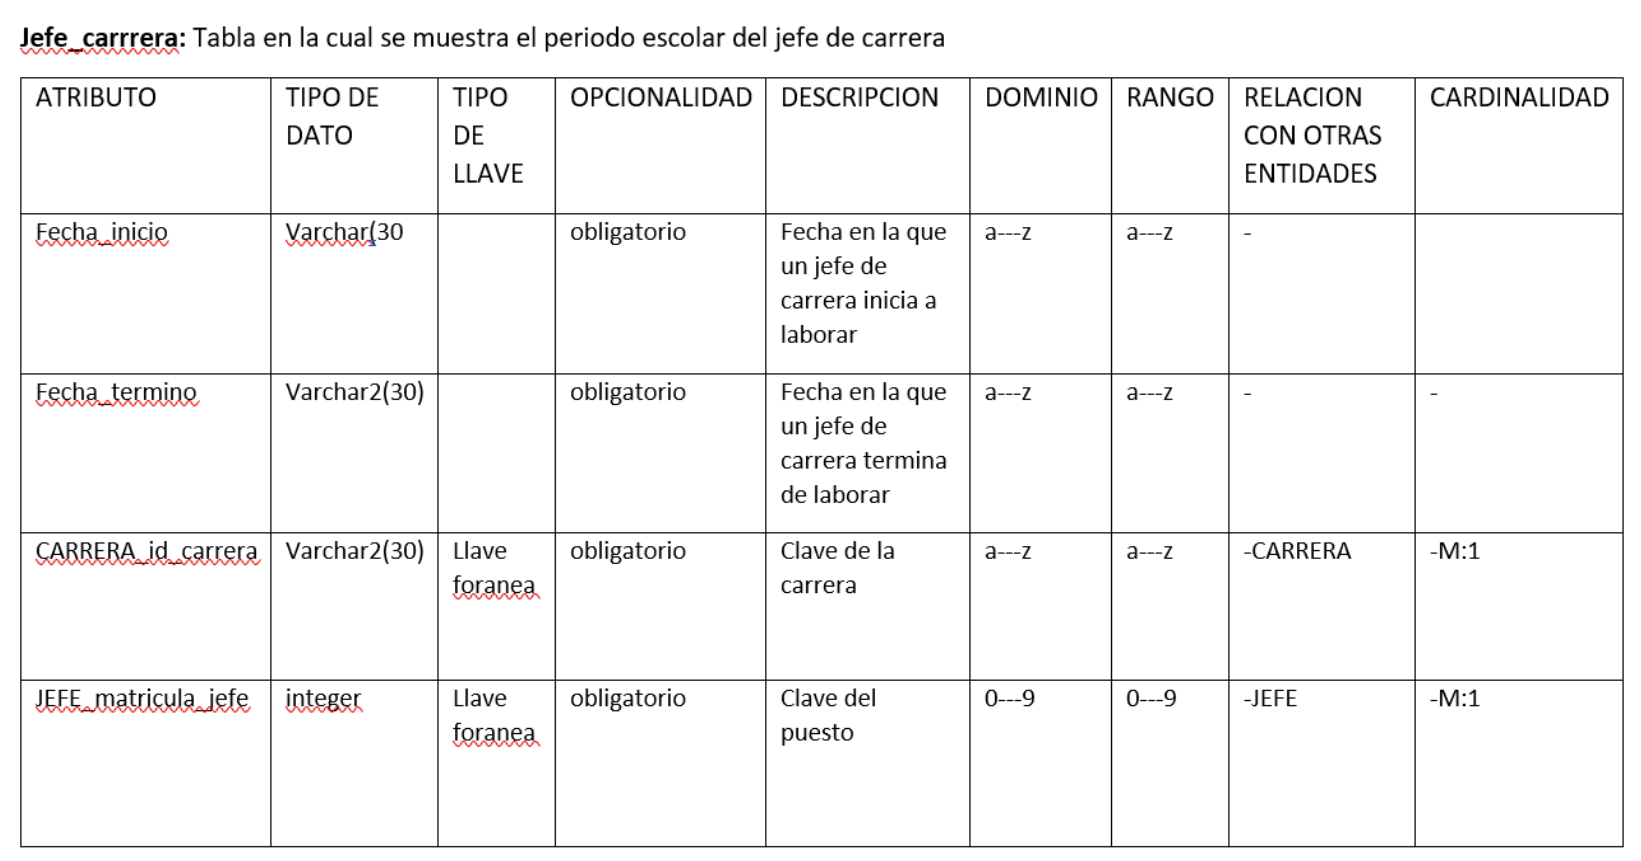 Jefe_carrrera: Tabla en la cual se muestra el periodo escolar del jefe de carrera
ATRIBUTO TIPO DE DATO TIPO DE LLAVE OPCIONALIDAD DESCRIPCION DOMINIO RANGO RELACION CON OTRAS ENTIDADES CARDINALIDAD
Fecha_inicio Varchar(30 obligatorio Fecha en la que un jefe de carrera inicia a laborar a---z a---z -
Fecha_termino Varchar2(30) obligatorio Fecha en la que un jefe de carrera termina de laborar a---z a---z - -
CARRERA_id_carrera Varchar2(30) Llave foranea obligatorio Clave de la carrera a---z a---z -CARRERA -M:1
JEFE_matricula_jefe integer Llave foranea obligatorio Clave del puesto 0---9 0---9 -JEFE -M:1